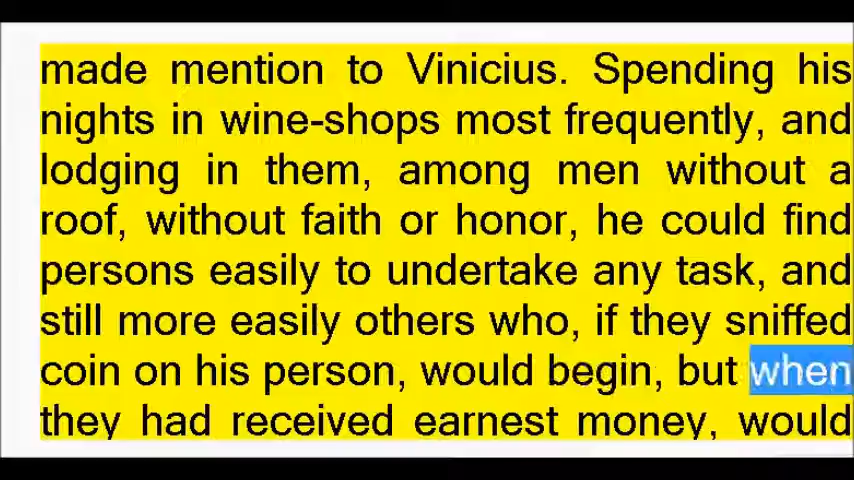 made mention to Vinicius. Spending his
nights in wine-shops most frequently, and
lodging in them, among men without a
roof, without faith or honor, he could find
persons easily to undertake any task, and
still more easily others who, if they sniffed
coin on his person, would begin, but when
they had received earnest money, would